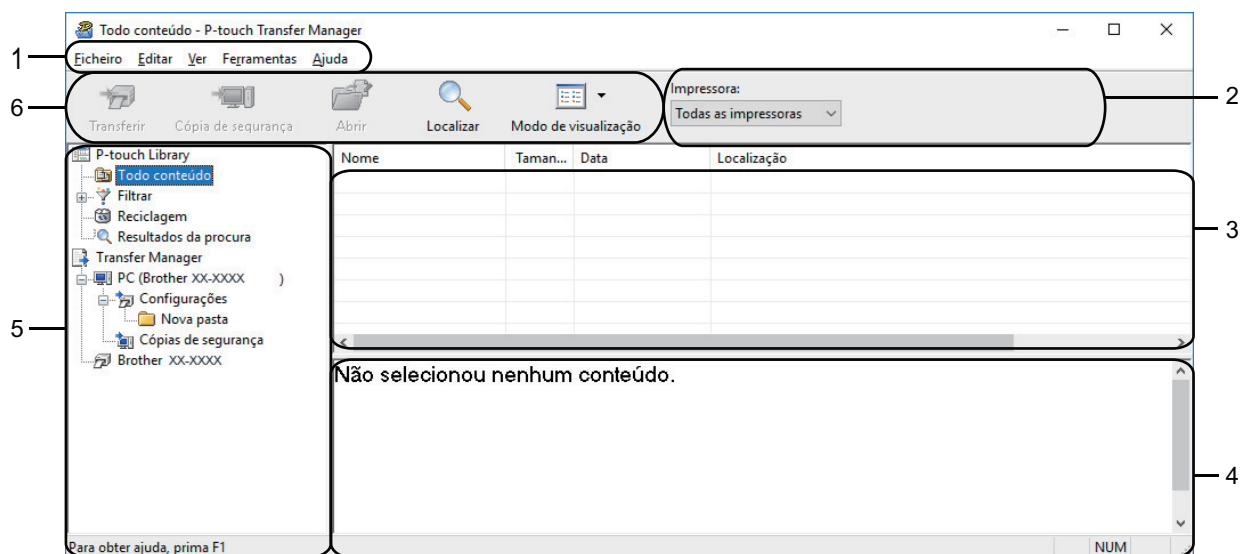 Todo conteúdo - P-touch Transfer Manager
1
Ficheiro Editar Ver Ferramentas Ajuda
6
Transferir Cópia de segurança Abrir Localizar Modo de visualização
Impressora:
Todas as impressoras
2
P-touch Library
Todo conteúdo
Filtrar
Reciclagem
Resultados da procura
Transfer Manager
PC (Brother XX-XXXX )
Configurações
Nova pasta
Cópias de segurança
Brother XX-XXXX
5
Nome Taman... Data Localização
3
Não selecionou nenhum conteúdo.
4
Para obter ajuda, prima F1
NUM